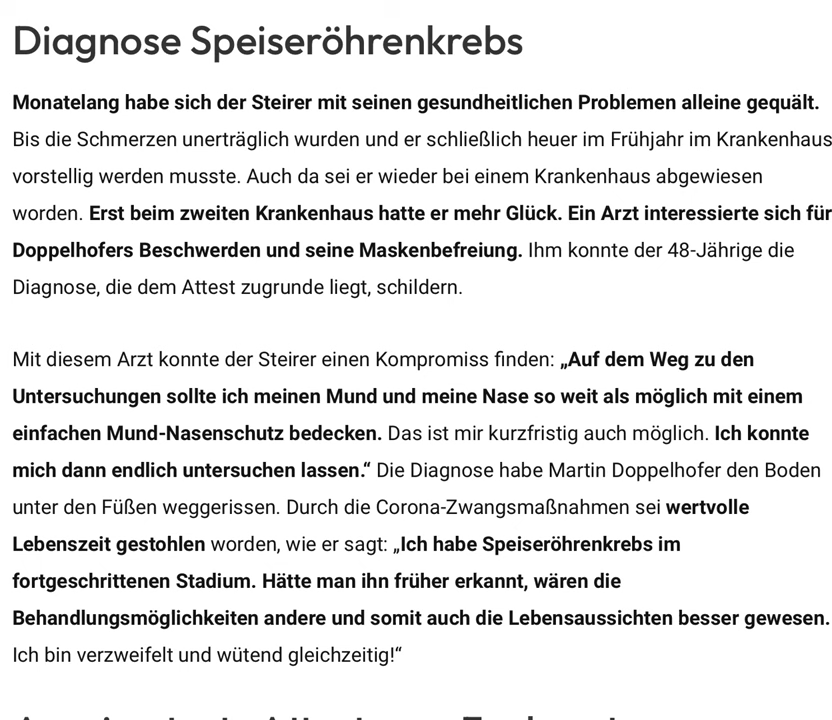 Diagnose Speiseröhrenkrebs
Monatelang habe sich der Steirer mit seinen gesundheitlichen Problemen alleine gequält.
Bis die Schmerzen unerträglich wurden und er schließlich heuer im Frühjahr im Krankenhaus
vorstellig werden musste. Auch da sei er wieder bei einem Krankenhaus abgewiesen
worden. Erst beim zweiten Krankenhaus hatte er mehr Glück. Ein Arzt interessierte sich für
Doppelhofers Beschwerden und seine Maskenbefreiung. Ihm konnte der 48-Jährige die
Diagnose, die dem Attest zugrunde liegt, schildern.
Mit diesem Arzt konnte der Steirer einen Kompromiss finden: „Auf dem Weg zu den
Untersuchungen sollte ich meinen Mund und meine Nase so weit als möglich mit einem
einfachen Mund-Nasenschutz bedecken. Das ist mir kurzfristig auch möglich. Ich konnte
mich dann endlich untersuchen lassen.“ Die Diagnose habe Martin Doppelhofer den Boden
unter den Füßen weggerissen. Durch die Corona-Zwangsmaßnahmen sei wertvolle
Lebenszeit gestohlen worden, wie er sagt: „Ich habe Speiseröhrenkrebs im
fortgeschrittenen Stadium. Hätte man ihn früher erkannt, wären die
Behandlungsmöglichkeiten andere und somit auch die Lebensaussichten besser gewesen.
Ich bin verzweifelt und wütend gleichzeitig!“